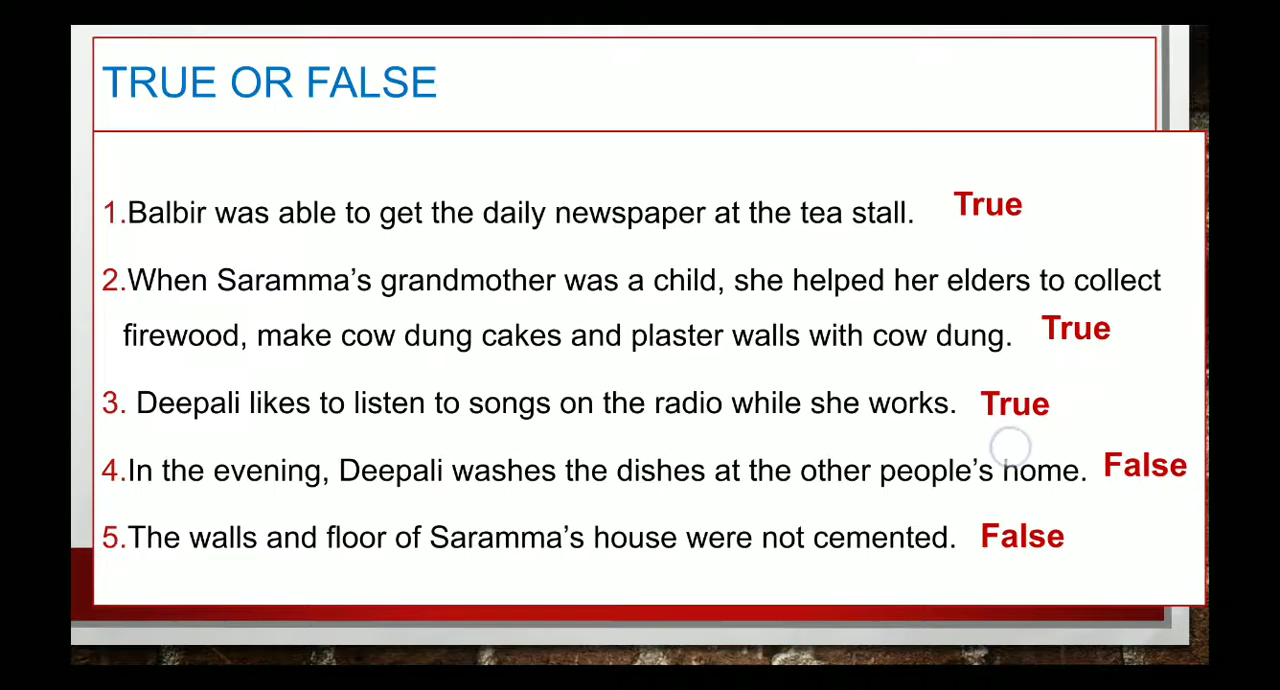 TRUE OR FALSE
1.Balbir was able to get the daily newspaper at the tea stall. True
2.When Saramma’s grandmother was a child, she helped her elders to collect
firewood, make cow dung cakes and plaster walls with cow dung. True
3. Deepali likes to listen to songs on the radio while she works. True
4.In the evening, Deepali washes the dishes at the other people’s home. False
5.The walls and floor of Saramma’s house were not cemented. False